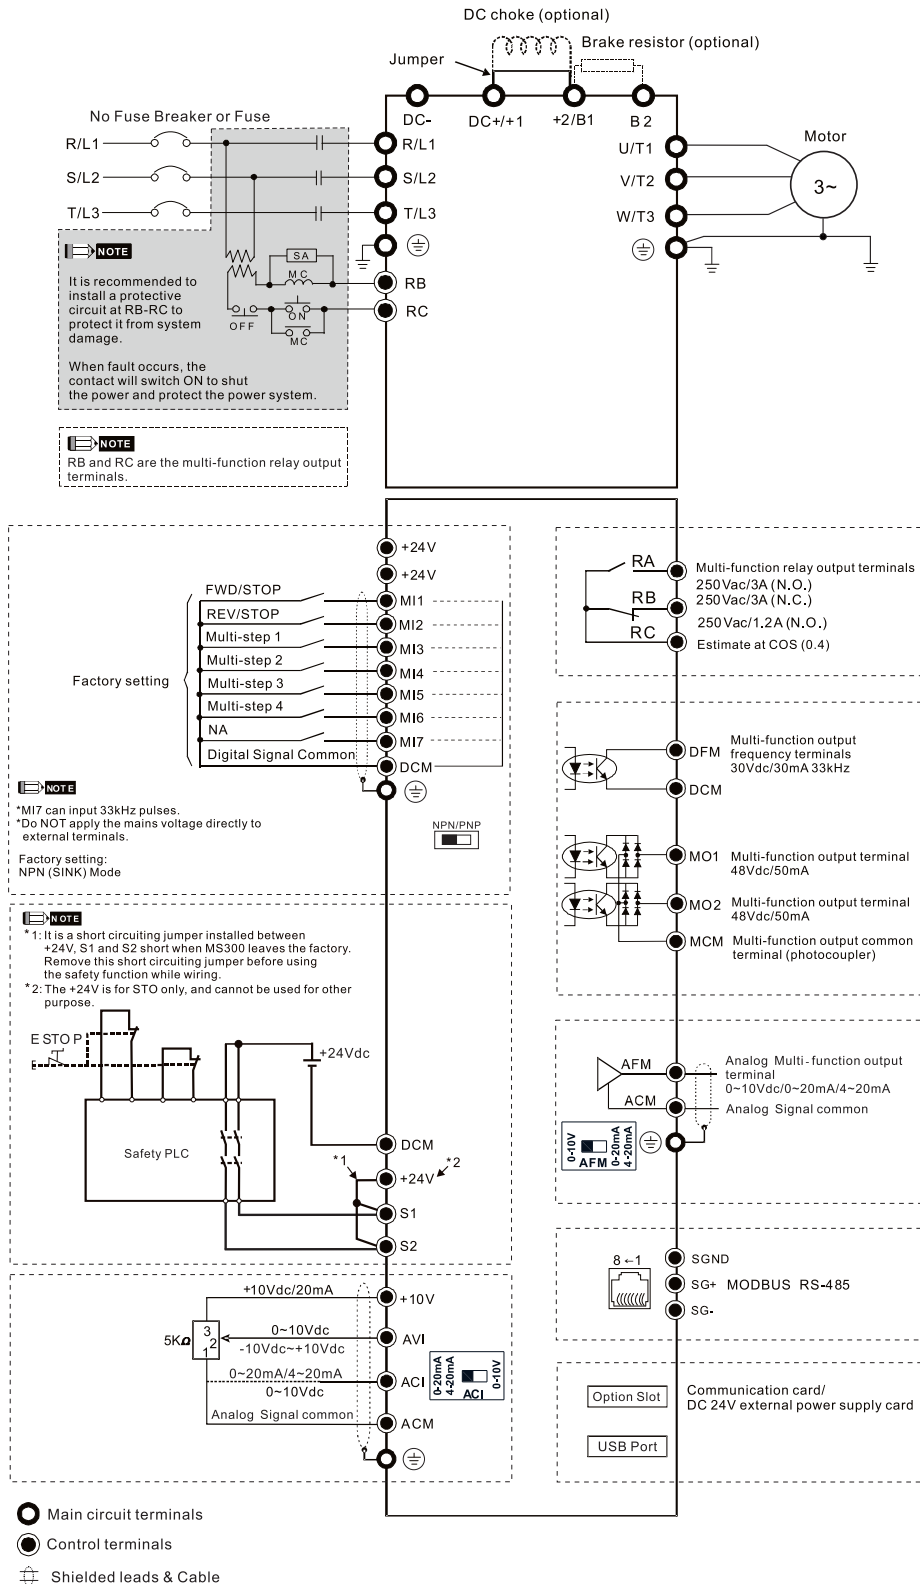 DC choke (optional)
Brake resistor (optional)
Jumper
No Fuse Breaker or Fuse
DC-
DC+/+1
+2/B1
B2
Motor
R/L1
R/L1
U/T1
S/L2
S/L2
V/T2
3~
T/L3
T/L3
W/T3
NOTE
It is recommended to
install a protective
circuit at RB-RC to
protect it from system
damage.
When fault occurs, the
contact will switch ON to shut
the power and protect the power system.
SA
MC
RB
OFF
ON
MC
RC
NOTE
RB and RC are the multi-function relay output
terminals.
+24V
+24V
FWD/STOP
MI1
REV/STOP
MI2
Multi-step 1
MI3
Multi-step 2
MI4
Factory setting
Multi-step 3
MI5
Multi-step 4
MI6
NA
MI7
Digital Signal Common
DCM
NOTE
*MI7 can input 33kHz pulses.
*Do NOT apply the mains voltage directly to
external terminals.
Factory setting:
NPN (SINK) Mode
NPN/PNP
RA
Multi-function relay output terminals
250Vac/3A (N.O.)
RB
250Vac/3A (N.C.)
250Vac/1.2A (N.O.)
RC
Estimate at COS (0.4)
DFM
Multi-function output
frequency terminals
30Vdc/30mA 33kHz
DCM
MO1
Multi-function output terminal
48Vdc/50mA
MO2
Multi-function output terminal
48Vdc/50mA
MCM
Multi-function output common
terminal (photocoupler)
NOTE
*1: It is a short circuiting jumper installed between
+24V, S1 and S2 short when MS300 leaves the factory.
Remove this short circuiting jumper before using
the safety function while wiring.
*2: The +24V is for STO only, and cannot be used for other
purpose.
ESTOP
+24Vdc
Safety PLC
DCM
*1
*2
+24V
S1
S2
AFM
Analog Multi-function output
terminal
0~10Vdc/0~20mA/4~20mA
ACM
Analog Signal common
0-10V
AFM
0-20mA
4-20mA
8←1
SGND
SG+
MODBUS RS-485
SG-
+10Vdc/20mA
+10V
5KΩ
3
2
1
0~10Vdc
-10Vdc~+10Vdc
AVI
0~20mA/4~20mA
0~10Vdc
ACI
0-20mA
4-20mA
ACI
0-10V
Analog Signal common
ACM
Option Slot
Communication card/
DC 24V external power supply card
USB Port
Main circuit terminals
Control terminals
Shielded leads & Cable